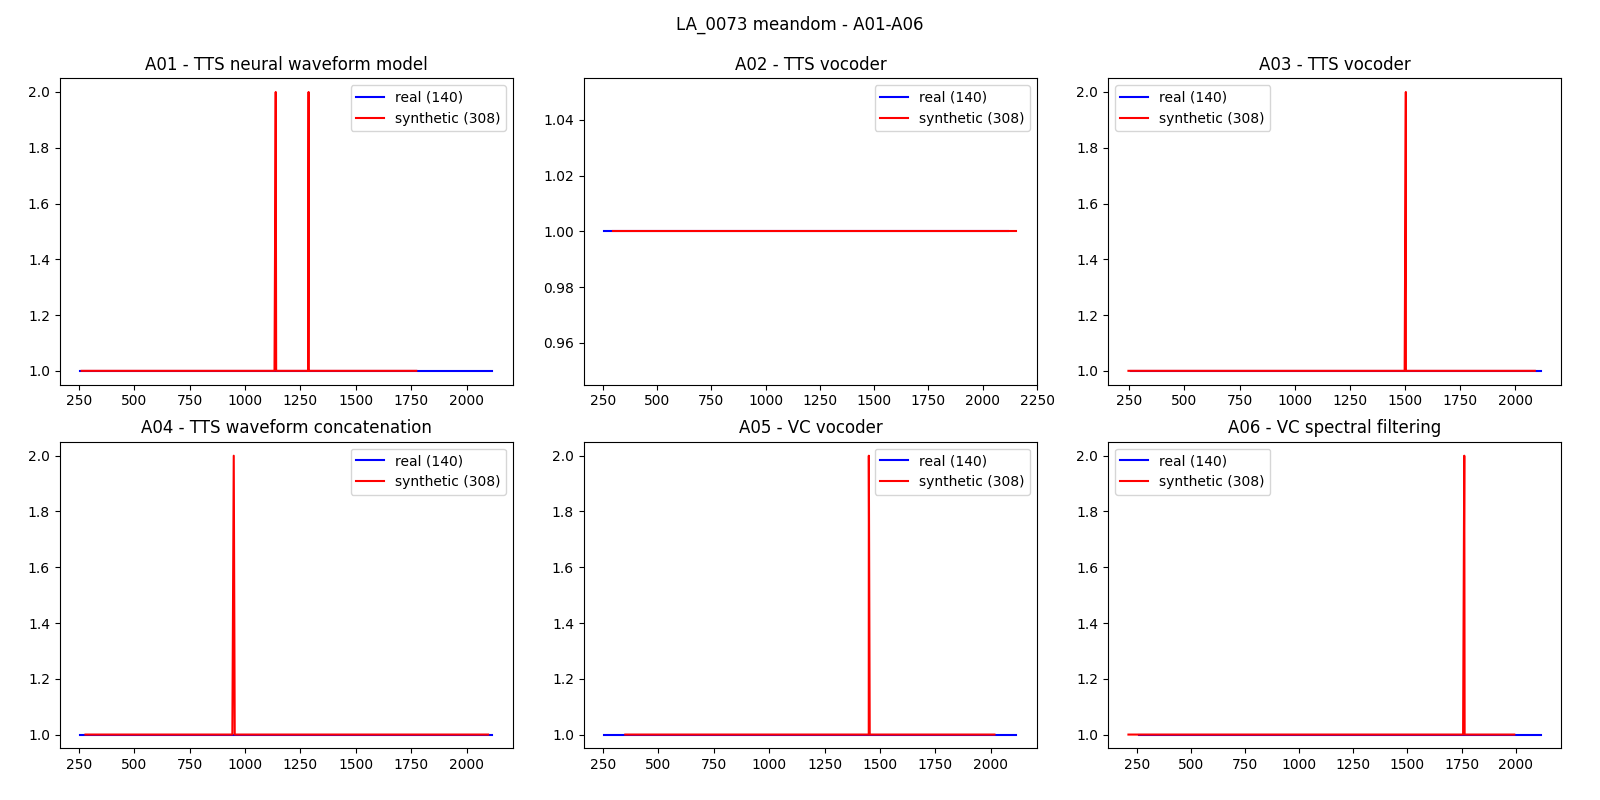 LA_0073 meandom - A01-A06
A01 - TTS neural waveform model
real (140)
synthetic (308)
2.0
1.8
1.6
1.4
1.2
1.0
250 500 750 1000 1250 1500 1750 2000
A02 - TTS vocoder
real (140)
synthetic (308)
1.04
1.02
1.00
0.98
0.96
250 500 750 1000 1250 1500 1750 2000 2250
A03 - TTS vocoder
real (140)
synthetic (308)
2.0
1.8
1.6
1.4
1.2
1.0
250 500 750 1000 1250 1500 1750 2000
A04 - TTS waveform concatenation
real (140)
synthetic (308)
2.0
1.8
1.6
1.4
1.2
1.0
250 500 750 1000 1250 1500 1750 2000
A05 - VC vocoder
real (140)
synthetic (308)
2.0
1.8
1.6
1.4
1.2
1.0
250 500 750 1000 1250 1500 1750 2000
A06 - VC spectral filtering
real (140)
synthetic (308)
2.0
1.8
1.6
1.4
1.2
1.0
250 500 750 1000 1250 1500 1750 2000